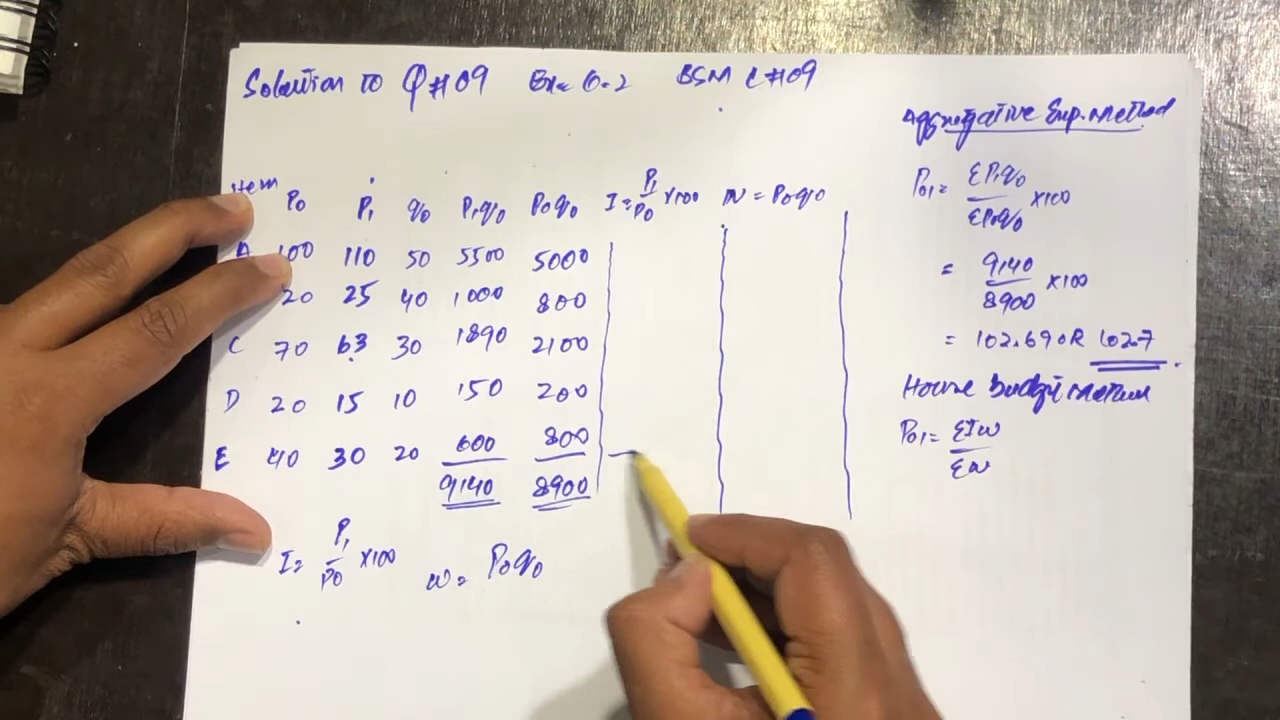 Solution to Q#09 Ex= 6.2 BSM C#09
Aggregative Exp. Method
Item P0 P1 q0 P1q0 P0q0 I=P1/P0 x100 W = P0q0
A 100 110 50 5500 5000
20 25 40 1000 800
C 70 63 30 1890 2100
D 20 15 10 150 200
E 40 30 20 600 800
9140 8900
I= P1/P0 x100 w= P0q0
P01= ΣP1q0/ΣP0q0 x100
= 9140/8900 x100
= 102.69 OR 102.7
House budget method
P01= ΣIw/Σw